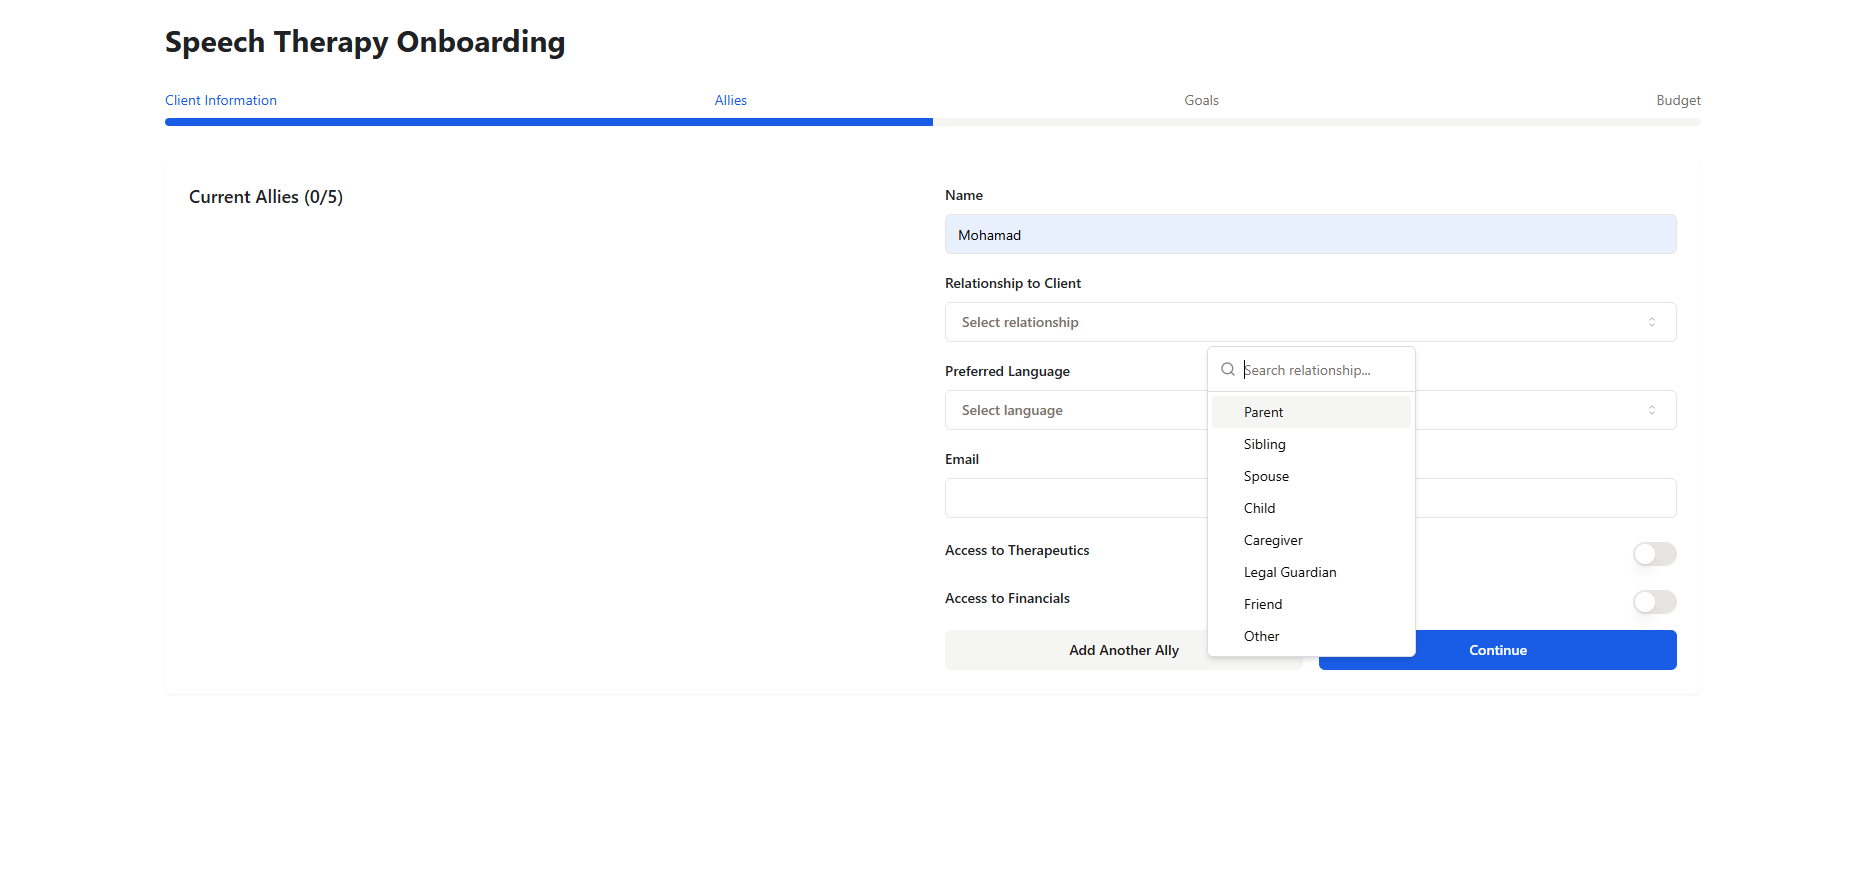 Speech Therapy Onboarding
Client Information Allies Goals Budget
Current Allies (0/5)
Name
Mohamad
Relationship to Client
Select relationship
Search relationship...
Parent
Sibling
Spouse
Child
Caregiver
Legal Guardian
Friend
Other
Preferred Language
Select language
Email
Access to Therapeutics
Access to Financials
Add Another Ally Continue